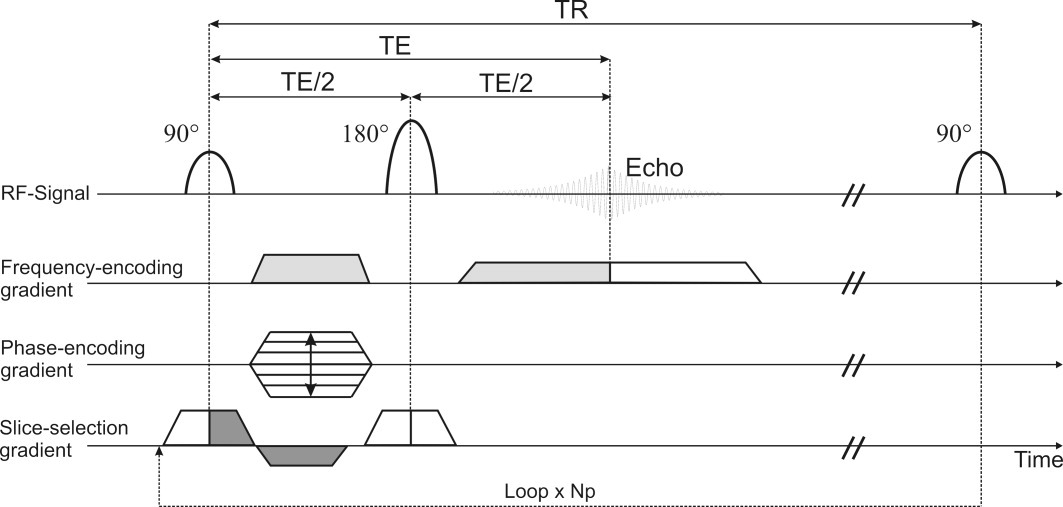 TR
TE
TE/2 TE/2
90° 180° 90°
Echo
RF-Signal
Frequency-encoding
gradient
Phase-encoding
gradient
Slice-selection
gradient
Time
Loop x Np